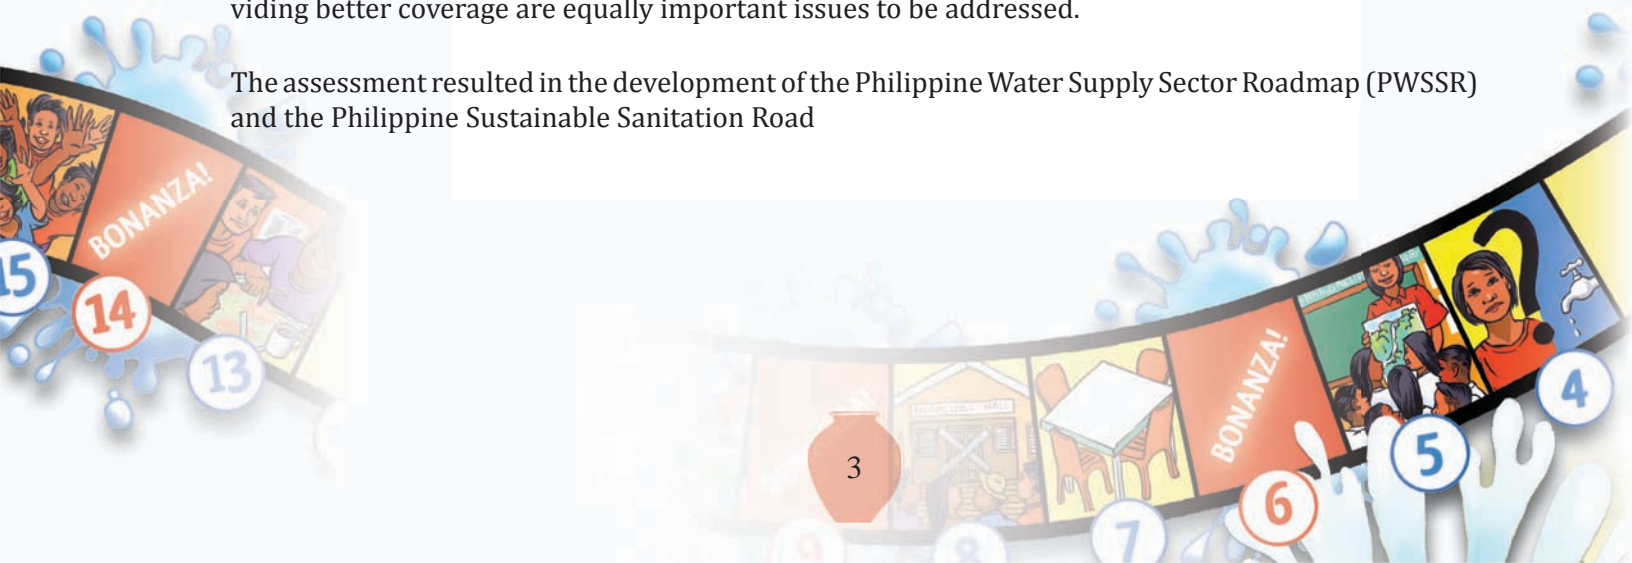 viding better coverage are equally important issues to be addressed.
The assessment resulted in the development of the Philippine Water Supply Sector Roadmap (PWSSR)
and the Philippine Sustainable Sanitation Road
BONANZA!
15
14
13
BONANZA!
4
5
6
7
8
9
3